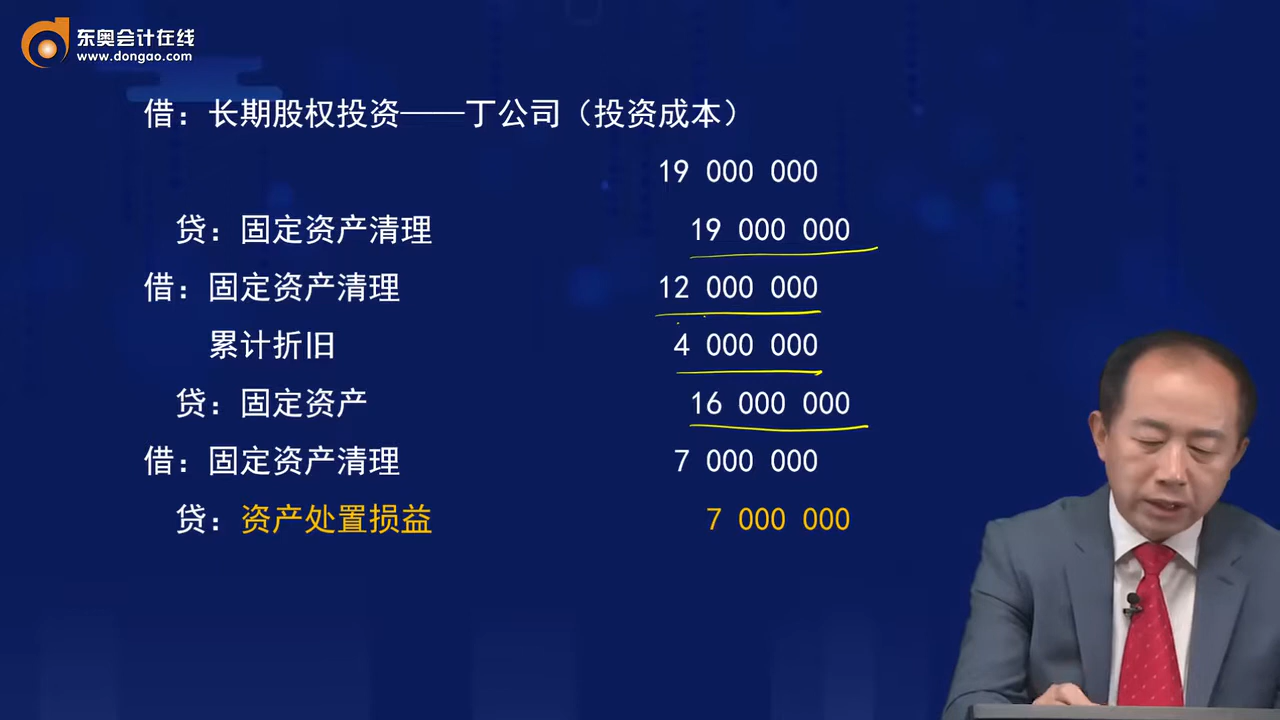 东奥会计在线
www.dongao.com
借：长期股权投资——丁公司（投资成本）
19 000 000
贷：固定资产清理 19 000 000
借：固定资产清理 12 000 000
累计折旧 4 000 000
贷：固定资产 16 000 000
借：固定资产清理 7 000 000
贷：资产处置损益 7 000 000